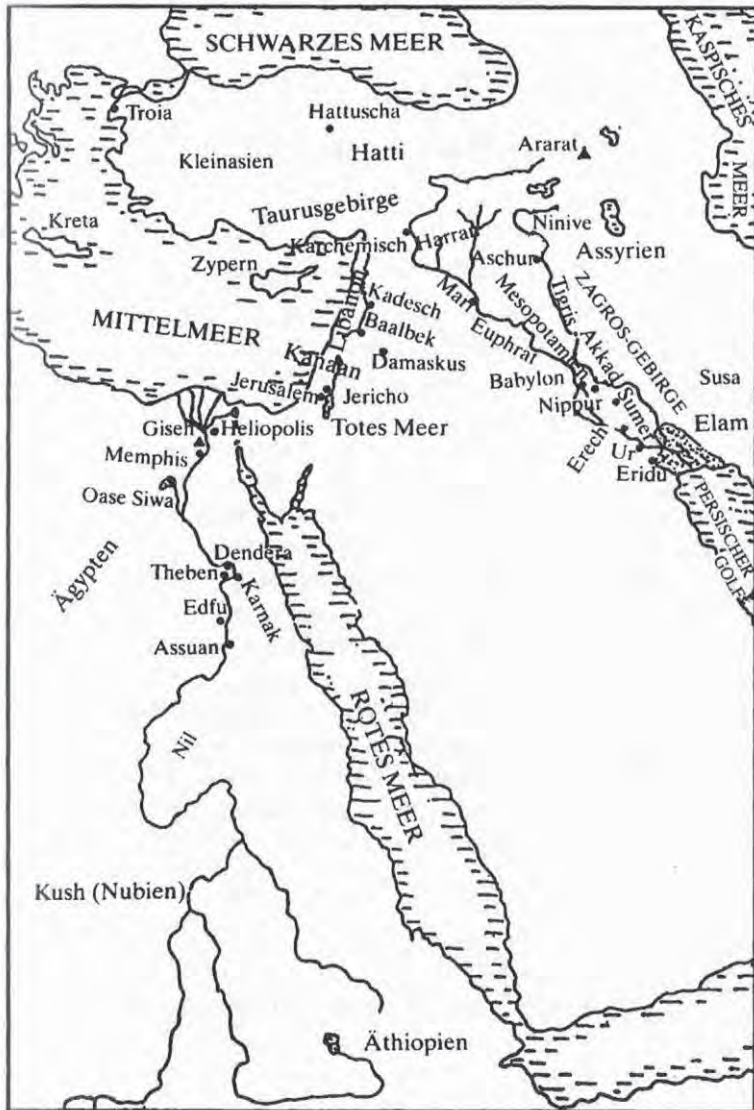 SCHWARZES MEER
KASPISCHES
MEER
Troia
Hattuscha
Kleinasien
Hatti
Ararat
Taurusgebirge
Kreta
Karchemisch
Harran
Ninive
Aschur
Assyrien
Zypern
Libanon
Kadesch
Mari
Mesopotamien
Tigris
ZAGROS-GEBIRGE
MITTELMEER
Baalbek
Euphrat
Akkad
Kanaan
Damaskus
Babylon
Susa
Jerusalem
Jericho
Nippur
Sumer
Elam
Giseh
Heliopolis
Totes Meer
Erech
Ur
Memphis
Eridu
Oase Siwa
PERSISCHER
GOLF
Ägypten
Dendera
Theben
Karnak
Edfu
Assuan
Nil
ROTES MEER
Kush (Nubien)
Äthiopien